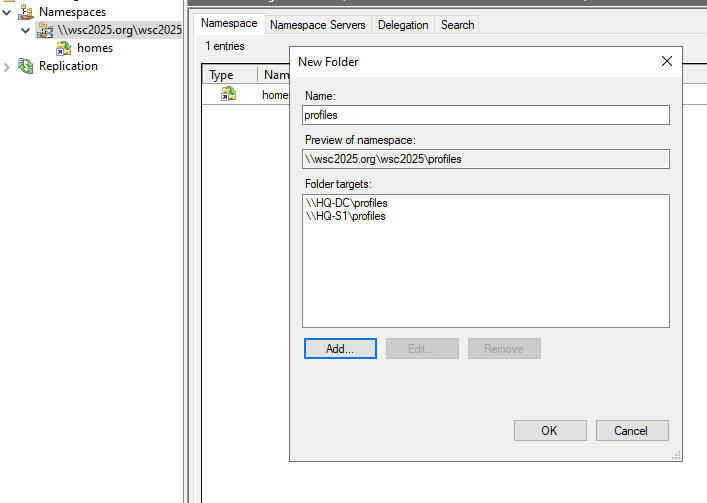 Namespaces
\\wsc2025.org\wsc2025
homes
Replication
Namespace
Namespace Servers
Delegation
Search
1 entries
Type
Nam
home
New Folder
Name:
profiles
Preview of namespace:
\\wsc2025.org\wsc2025\profiles
Folder targets:
\\HQ-DC\profiles
\\HQ-S1\profiles
Add...
Edit...
Remove
OK
Cancel